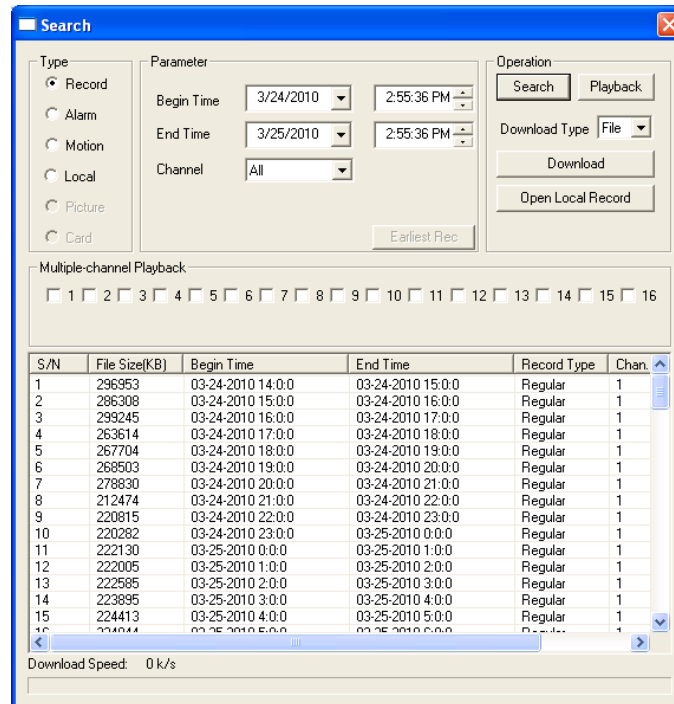 Search
Type
Record
Alarm
Motion
Local
Picture
Card
Parameter
Begin Time 3/24/2010 2:55:36 PM
End Time 3/25/2010 2:55:36 PM
Channel All
Earliest Rec
Operation
Search Playback
Download Type File
Download
Open Local Record
Multiple-channel Playback
1 2 3 4 5 6 7 8 9 10 11 12 13 14 15 16
S/N File Size(KB) Begin Time End Time Record Type Chan.
1 296953 03-24-2010 14:0:0 03-24-2010 15:0:0 Regular 1
2 286308 03-24-2010 15:0:0 03-24-2010 16:0:0 Regular 1
3 299245 03-24-2010 16:0:0 03-24-2010 17:0:0 Regular 1
4 263614 03-24-2010 17:0:0 03-24-2010 18:0:0 Regular 1
5 267704 03-24-2010 18:0:0 03-24-2010 19:0:0 Regular 1
6 268503 03-24-2010 19:0:0 03-24-2010 20:0:0 Regular 1
7 278830 03-24-2010 20:0:0 03-24-2010 21:0:0 Regular 1
8 212474 03-24-2010 21:0:0 03-24-2010 22:0:0 Regular 1
9 220815 03-24-2010 22:0:0 03-24-2010 23:0:0 Regular 1
10 220282 03-24-2010 23:0:0 03-25-2010 0:0:0 Regular 1
11 222130 03-25-2010 0:0:0 03-25-2010 1:0:0 Regular 1
12 222005 03-25-2010 1:0:0 03-25-2010 2:0:0 Regular 1
13 222585 03-25-2010 2:0:0 03-25-2010 3:0:0 Regular 1
14 223895 03-25-2010 3:0:0 03-25-2010 4:0:0 Regular 1
15 224413 03-25-2010 4:0:0 03-25-2010 5:0:0 Regular 1
Download Speed: 0 k/s